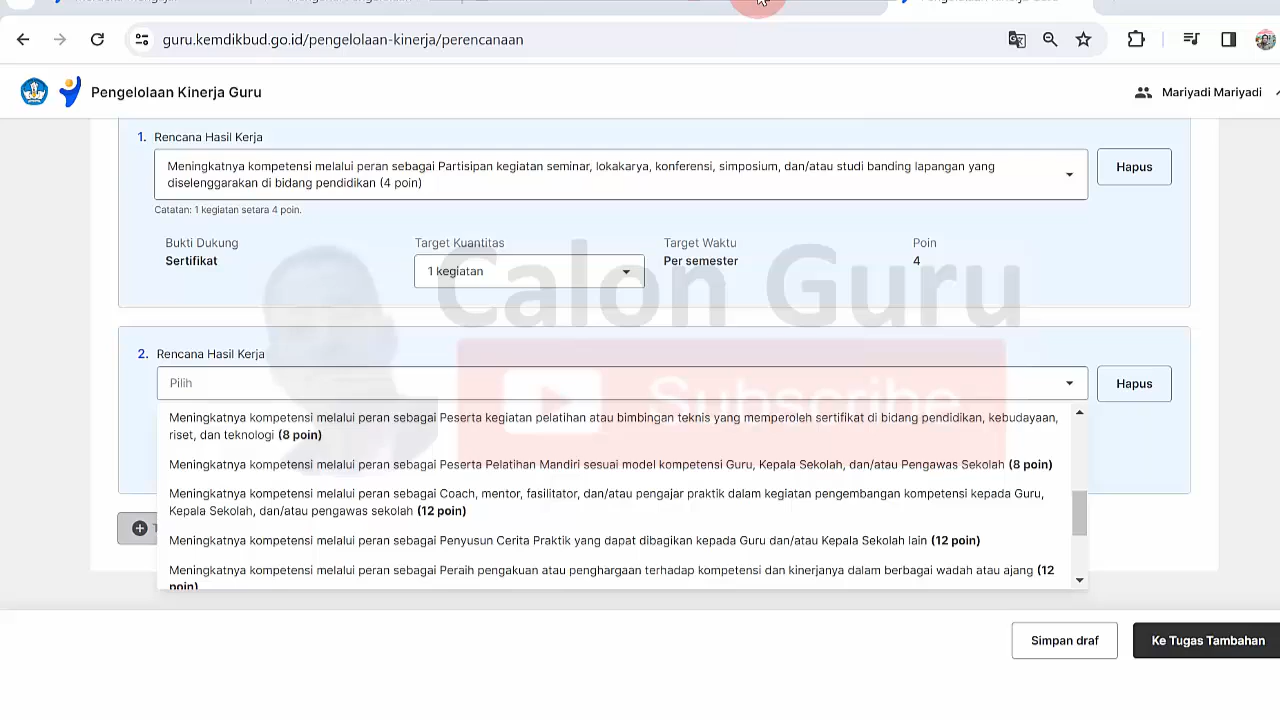 guru.kemdikbud.go.id/pengelolaan-kinerja/perencanaan
Pengelolaan Kinerja Guru
Mariyadi Mariyadi
1. Rencana Hasil Kerja
Meningkatnya kompetensi melalui peran sebagai Partisipan kegiatan seminar, lokakarya, konferensi, simposium, dan/atau studi banding lapangan yang
diselenggarakan di bidang pendidikan (4 poin)
Hapus
Catatan: 1 kegiatan setara 4 poin.
Bukti Dukung
Sertifikat
Target Kuantitas
1 kegiatan
Target Waktu
Per semester
Poin
4
Calon Guru
Subscribe
2. Rencana Hasil Kerja
Pilih
Hapus
Meningkatnya kompetensi melalui peran sebagai Peserta kegiatan pelatihan atau bimbingan teknis yang memperoleh sertifikat di bidang pendidikan, kebudayaan,
riset, dan teknologi (8 poin)
Meningkatnya kompetensi melalui peran sebagai Peserta Pelatihan Mandiri sesuai model kompetensi Guru, Kepala Sekolah, dan/atau Pengawas Sekolah (8 poin)
Meningkatnya kompetensi melalui peran sebagai Coach, mentor, fasilitator, dan/atau pengajar praktik dalam kegiatan pengembangan kompetensi kepada Guru,
Kepala Sekolah, dan/atau pengawas sekolah (12 poin)
Meningkatnya kompetensi melalui peran sebagai Penyusun Cerita Praktik yang dapat dibagikan kepada Guru dan/atau Kepala Sekolah lain (12 poin)
Meningkatnya kompetensi melalui peran sebagai Peraih pengakuan atau penghargaan terhadap kompetensi dan kinerjanya dalam berbagai wadah atau ajang (12
poin)
Simpan draf
Ke Tugas Tambahan